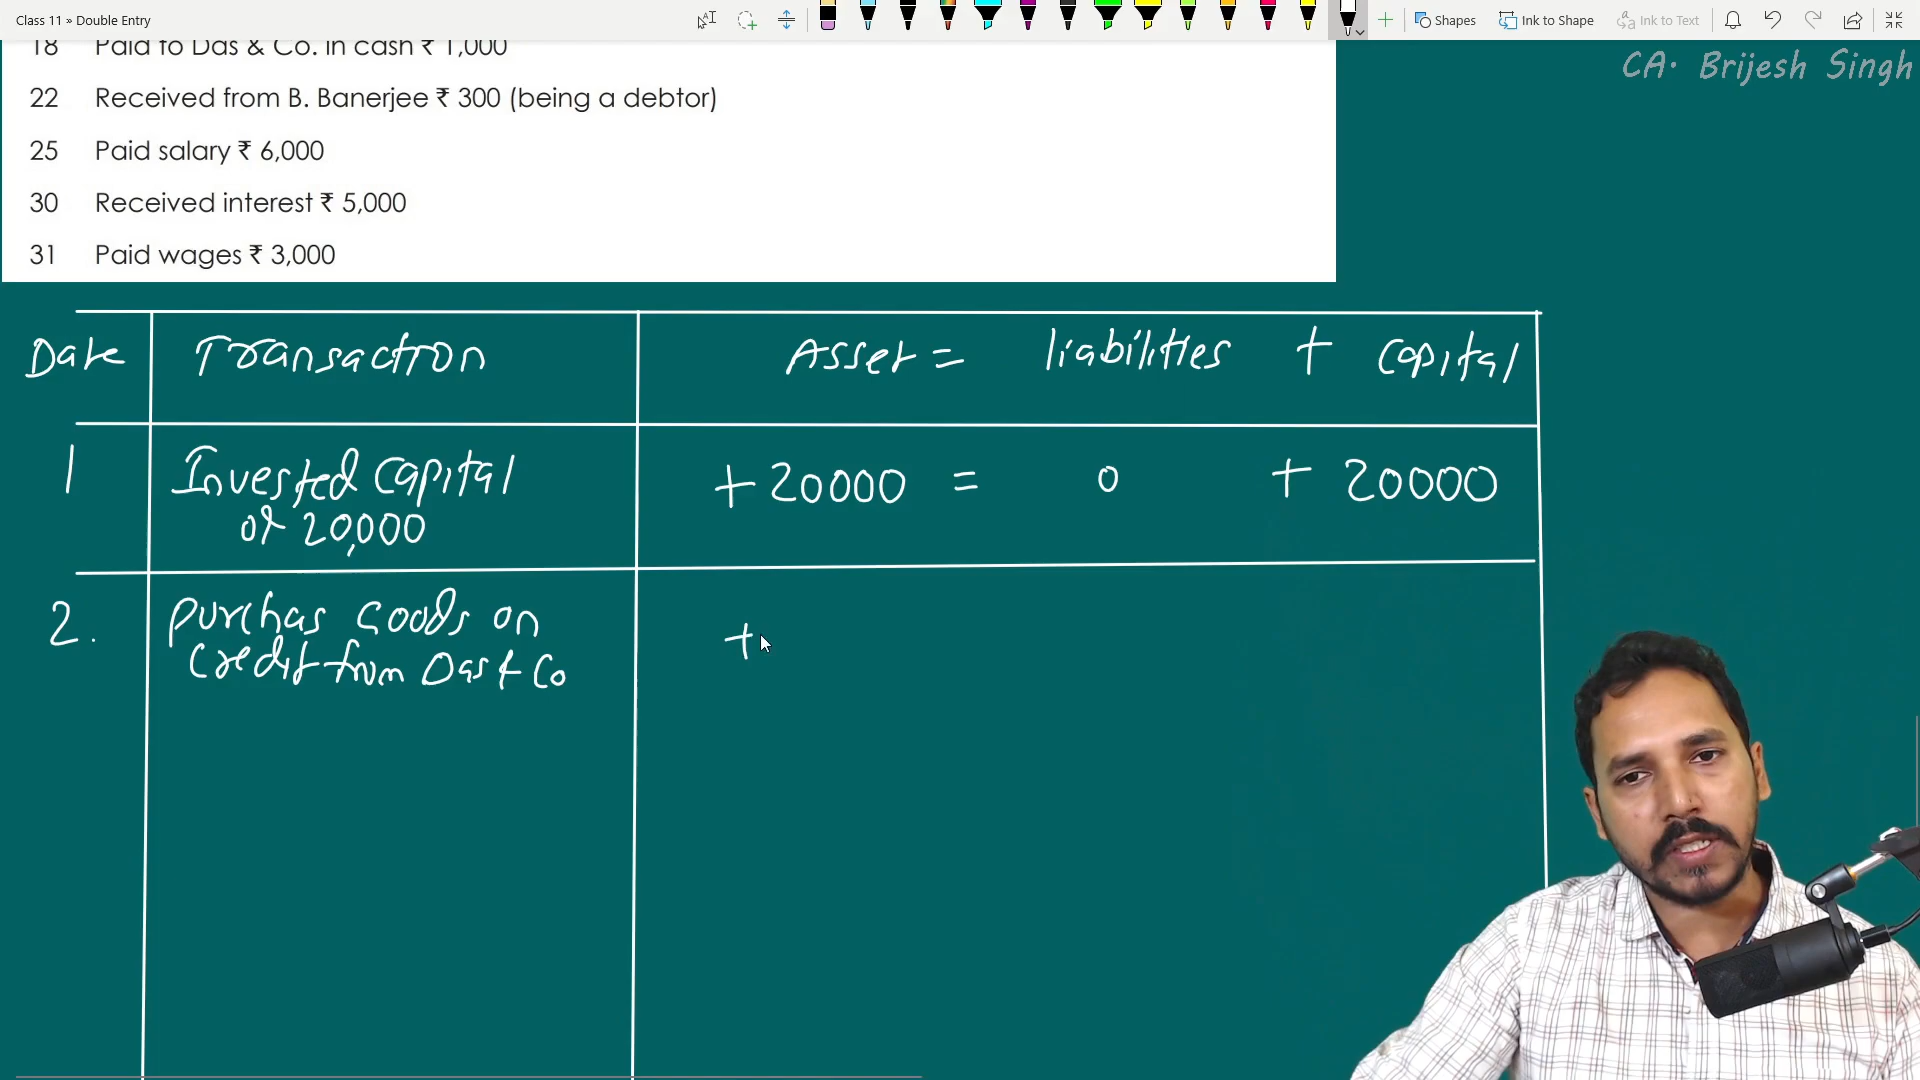 Class 11 » Double Entry
Shapes Ink to Shape Ink to Text
CA. Brijesh Singh
18 Paid to Das & Co. in cash ₹ 1,000
22 Received from B. Banerjee ₹ 300 (being a debtor)
25 Paid salary ₹ 6,000
30 Received interest ₹ 5,000
31 Paid wages ₹ 3,000
Date Transaction Asset = liabilities + Capital
1 Invested Capital +20000 = 0 + 20000
of 20,000
2. Purchas Goods on +
Credit from Das & Co